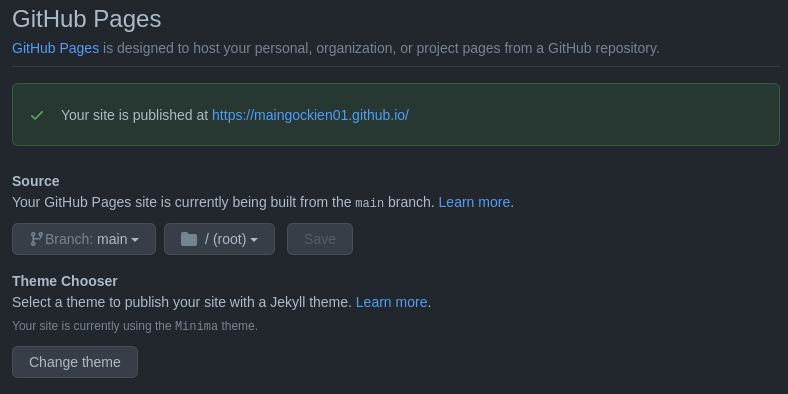 GitHub Pages
GitHub Pages is designed to host your personal, organization, or project pages from a GitHub repository.
Your site is published at https://maingockien01.github.io/
Source
Your GitHub Pages site is currently being built from the main branch. Learn more.
Branch: main / (root) Save
Theme Chooser
Select a theme to publish your site with a Jekyll theme. Learn more.
Your site is currently using the Minima theme.
Change theme